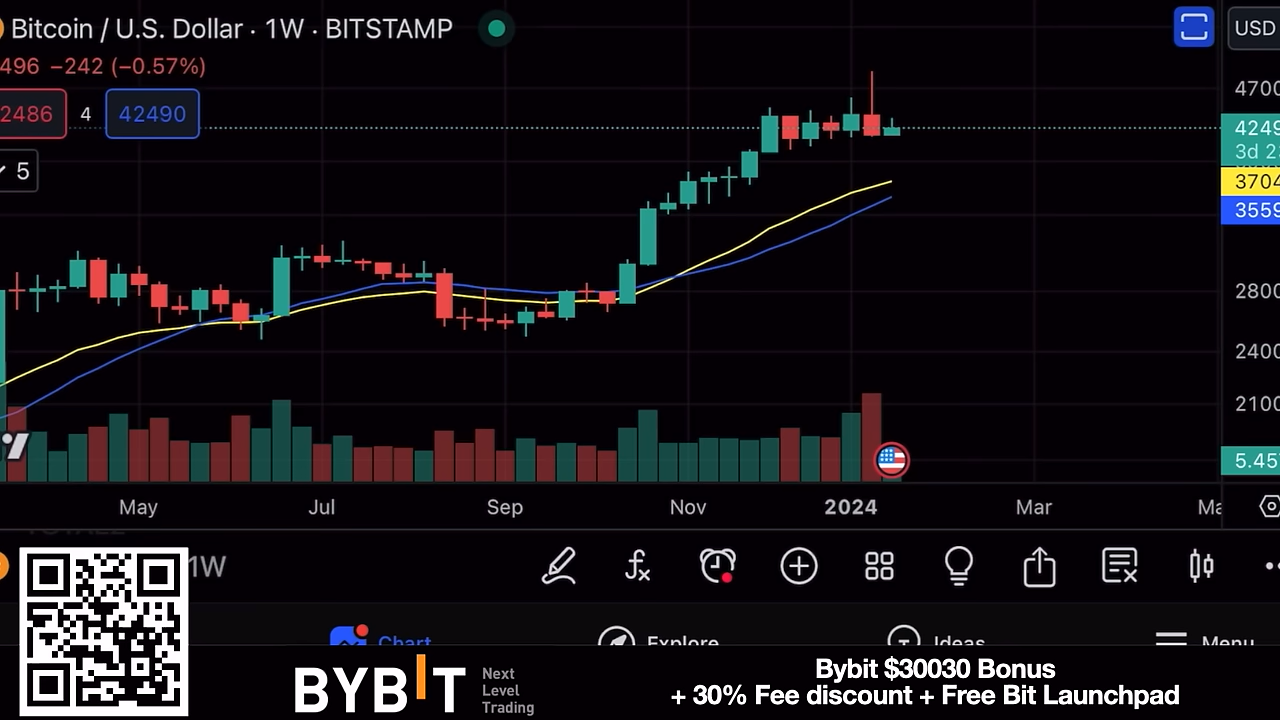 Bitcoin / U.S. Dollar · 1W · BITSTAMP
USD
496 −242 (−0.57%)
2486 4 42490
4700
4249
3d 2
5
3704
3559
2800
2400
2100
5.45
May Jul Sep Nov 2024 Mar Ma
1W
Chart Explore Ideas Menu
BYBIT Next Level Trading
Bybit $30030 Bonus
+ 30% Fee discount + Free Bit Launchpad